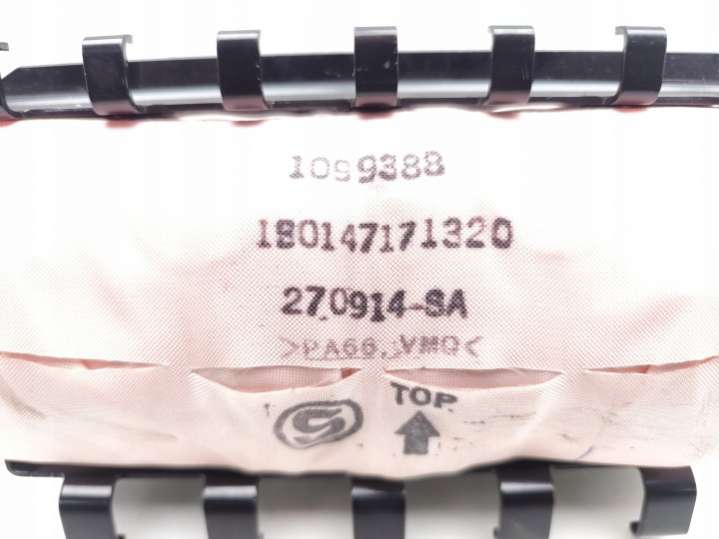 1099388
180147171320
270914-SA
>PA66, VMQ<
TOP
S